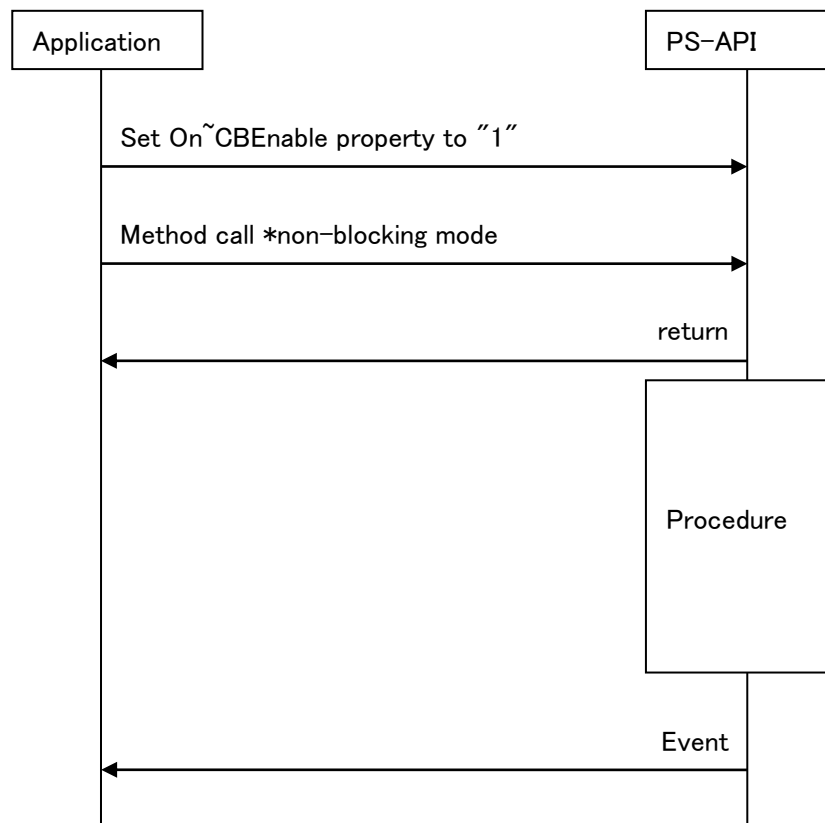 Application
PS-API
Set On~CBEnable property to "1"
Method call *non-blocking mode
return
Procedure
Event